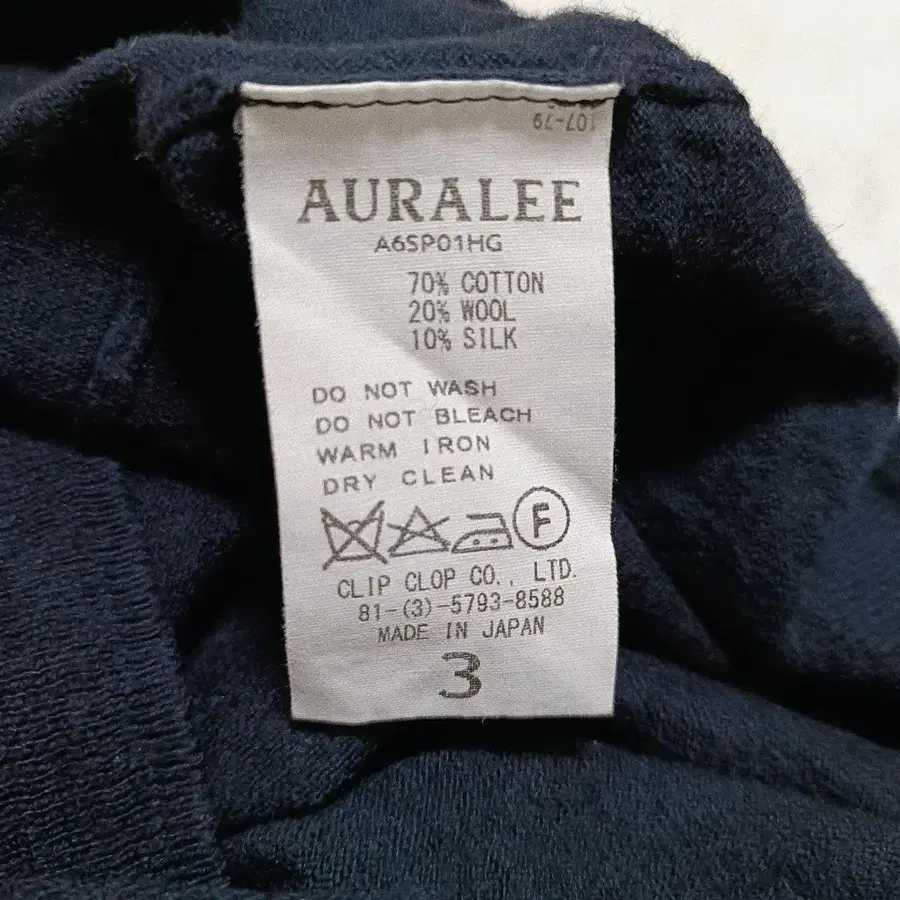 107-79
AURALEE
A6SP01HG
70% COTTON
20% WOOL
10% SILK
DO NOT WASH
DO NOT BLEACH
WARM IRON
DRY CLEAN
F
CLIP CLOP CO., LTD.
81-(3)-5793-8588
MADE IN JAPAN
3